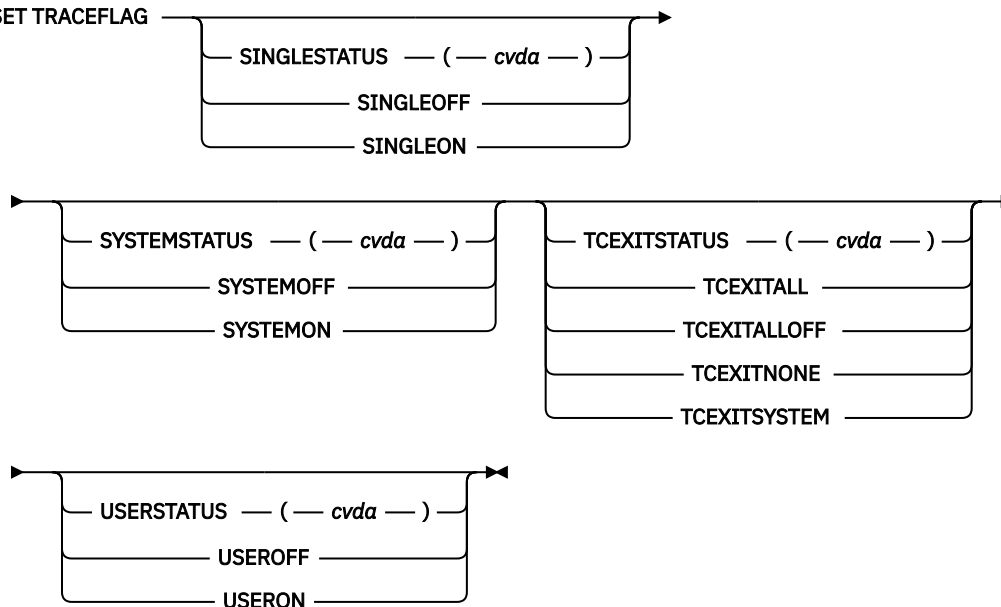 SET TRACEFLAG
SINGLESTATUS ( cvda )
SINGLEOFF
SINGLEON
SYSTEMSTATUS ( cvda )
SYSTEMOFF
SYSTEMON
TCEXITSTATUS ( cvda )
TCEXITALL
TCEXITALLOFF
TCEXITNONE
TCEXITSYSTEM
USERSTATUS ( cvda )
USEROFF
USERON